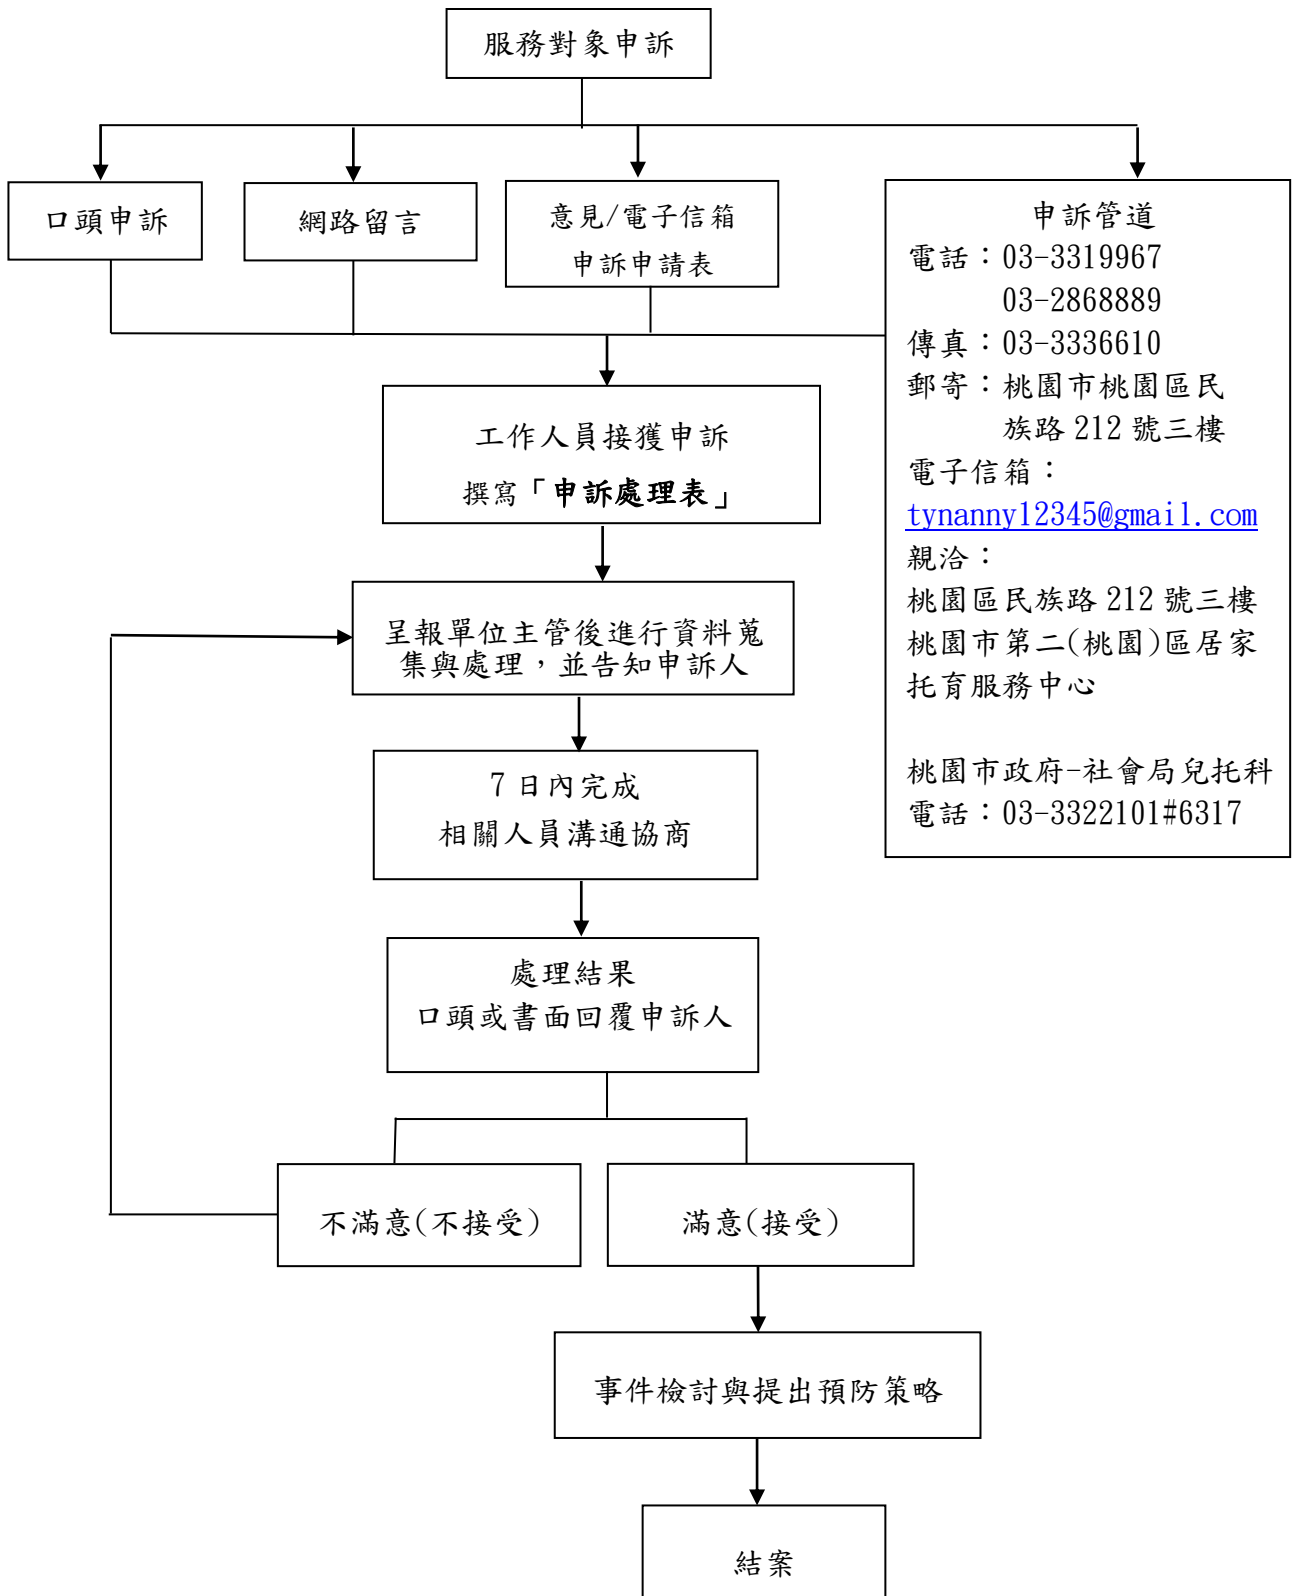 服務對象申訴
口頭申訴
網路留言
意見/電子信箱
申訴申請表
申訴管道
電話：03-3319967
03-2868889
傳真：03-3336610
郵寄：桃園市桃園區民
族路 212 號三樓
電子信箱：
tynanny12345@gmail.com
親洽：
桃園區民族路 212 號三樓
桃園市第二(桃園)區居家
托育服務中心
桃園市政府-社會局兒托科
電話：03-3322101#6317
工作人員接獲申訴
撰寫「申訴處理表」
呈報單位主管後進行資料蒐
集與處理，並告知申訴人
7 日內完成
相關人員溝通協商
處理結果
口頭或書面回覆申訴人
不滿意(不接受)
滿意(接受)
事件檢討與提出預防策略
結案